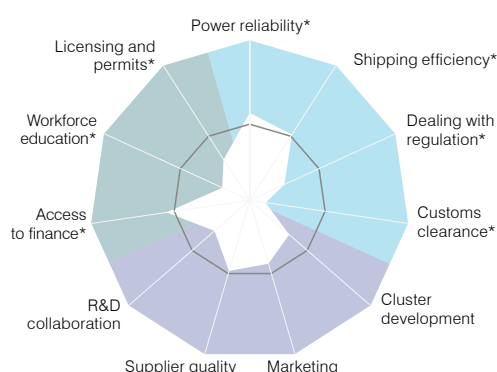 Power reliability*
Licensing and
permits*
Shipping efficiency*
Workforce
education*
Dealing with
regulation*
Access
to finance*
Customs
clearance*
R&D
collaboration
Cluster
development
Supplier quality
Marketing